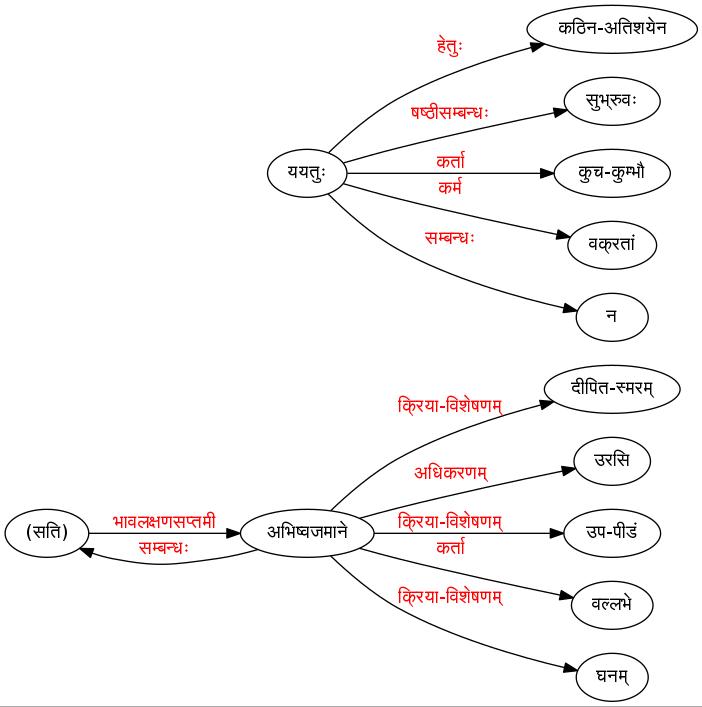 कठिन-अतिशयेन
हेतुः
सुभ्रुवः
षष्ठीसम्बन्धः
ययतुः
कर्ता
कुच-कुम्भौ
कर्म
वक्रतां
सम्बन्धः
न
दीपित-स्मरम्
क्रिया-विशेषणम्
उरसि
अधिकरणम्
(सति)
भावलक्षणसप्तमी
सम्बन्धः
अभिष्वजमाने
क्रिया-विशेषणम्
उप-पीडं
कर्ता
वल्लभे
क्रिया-विशेषणम्
घनम्